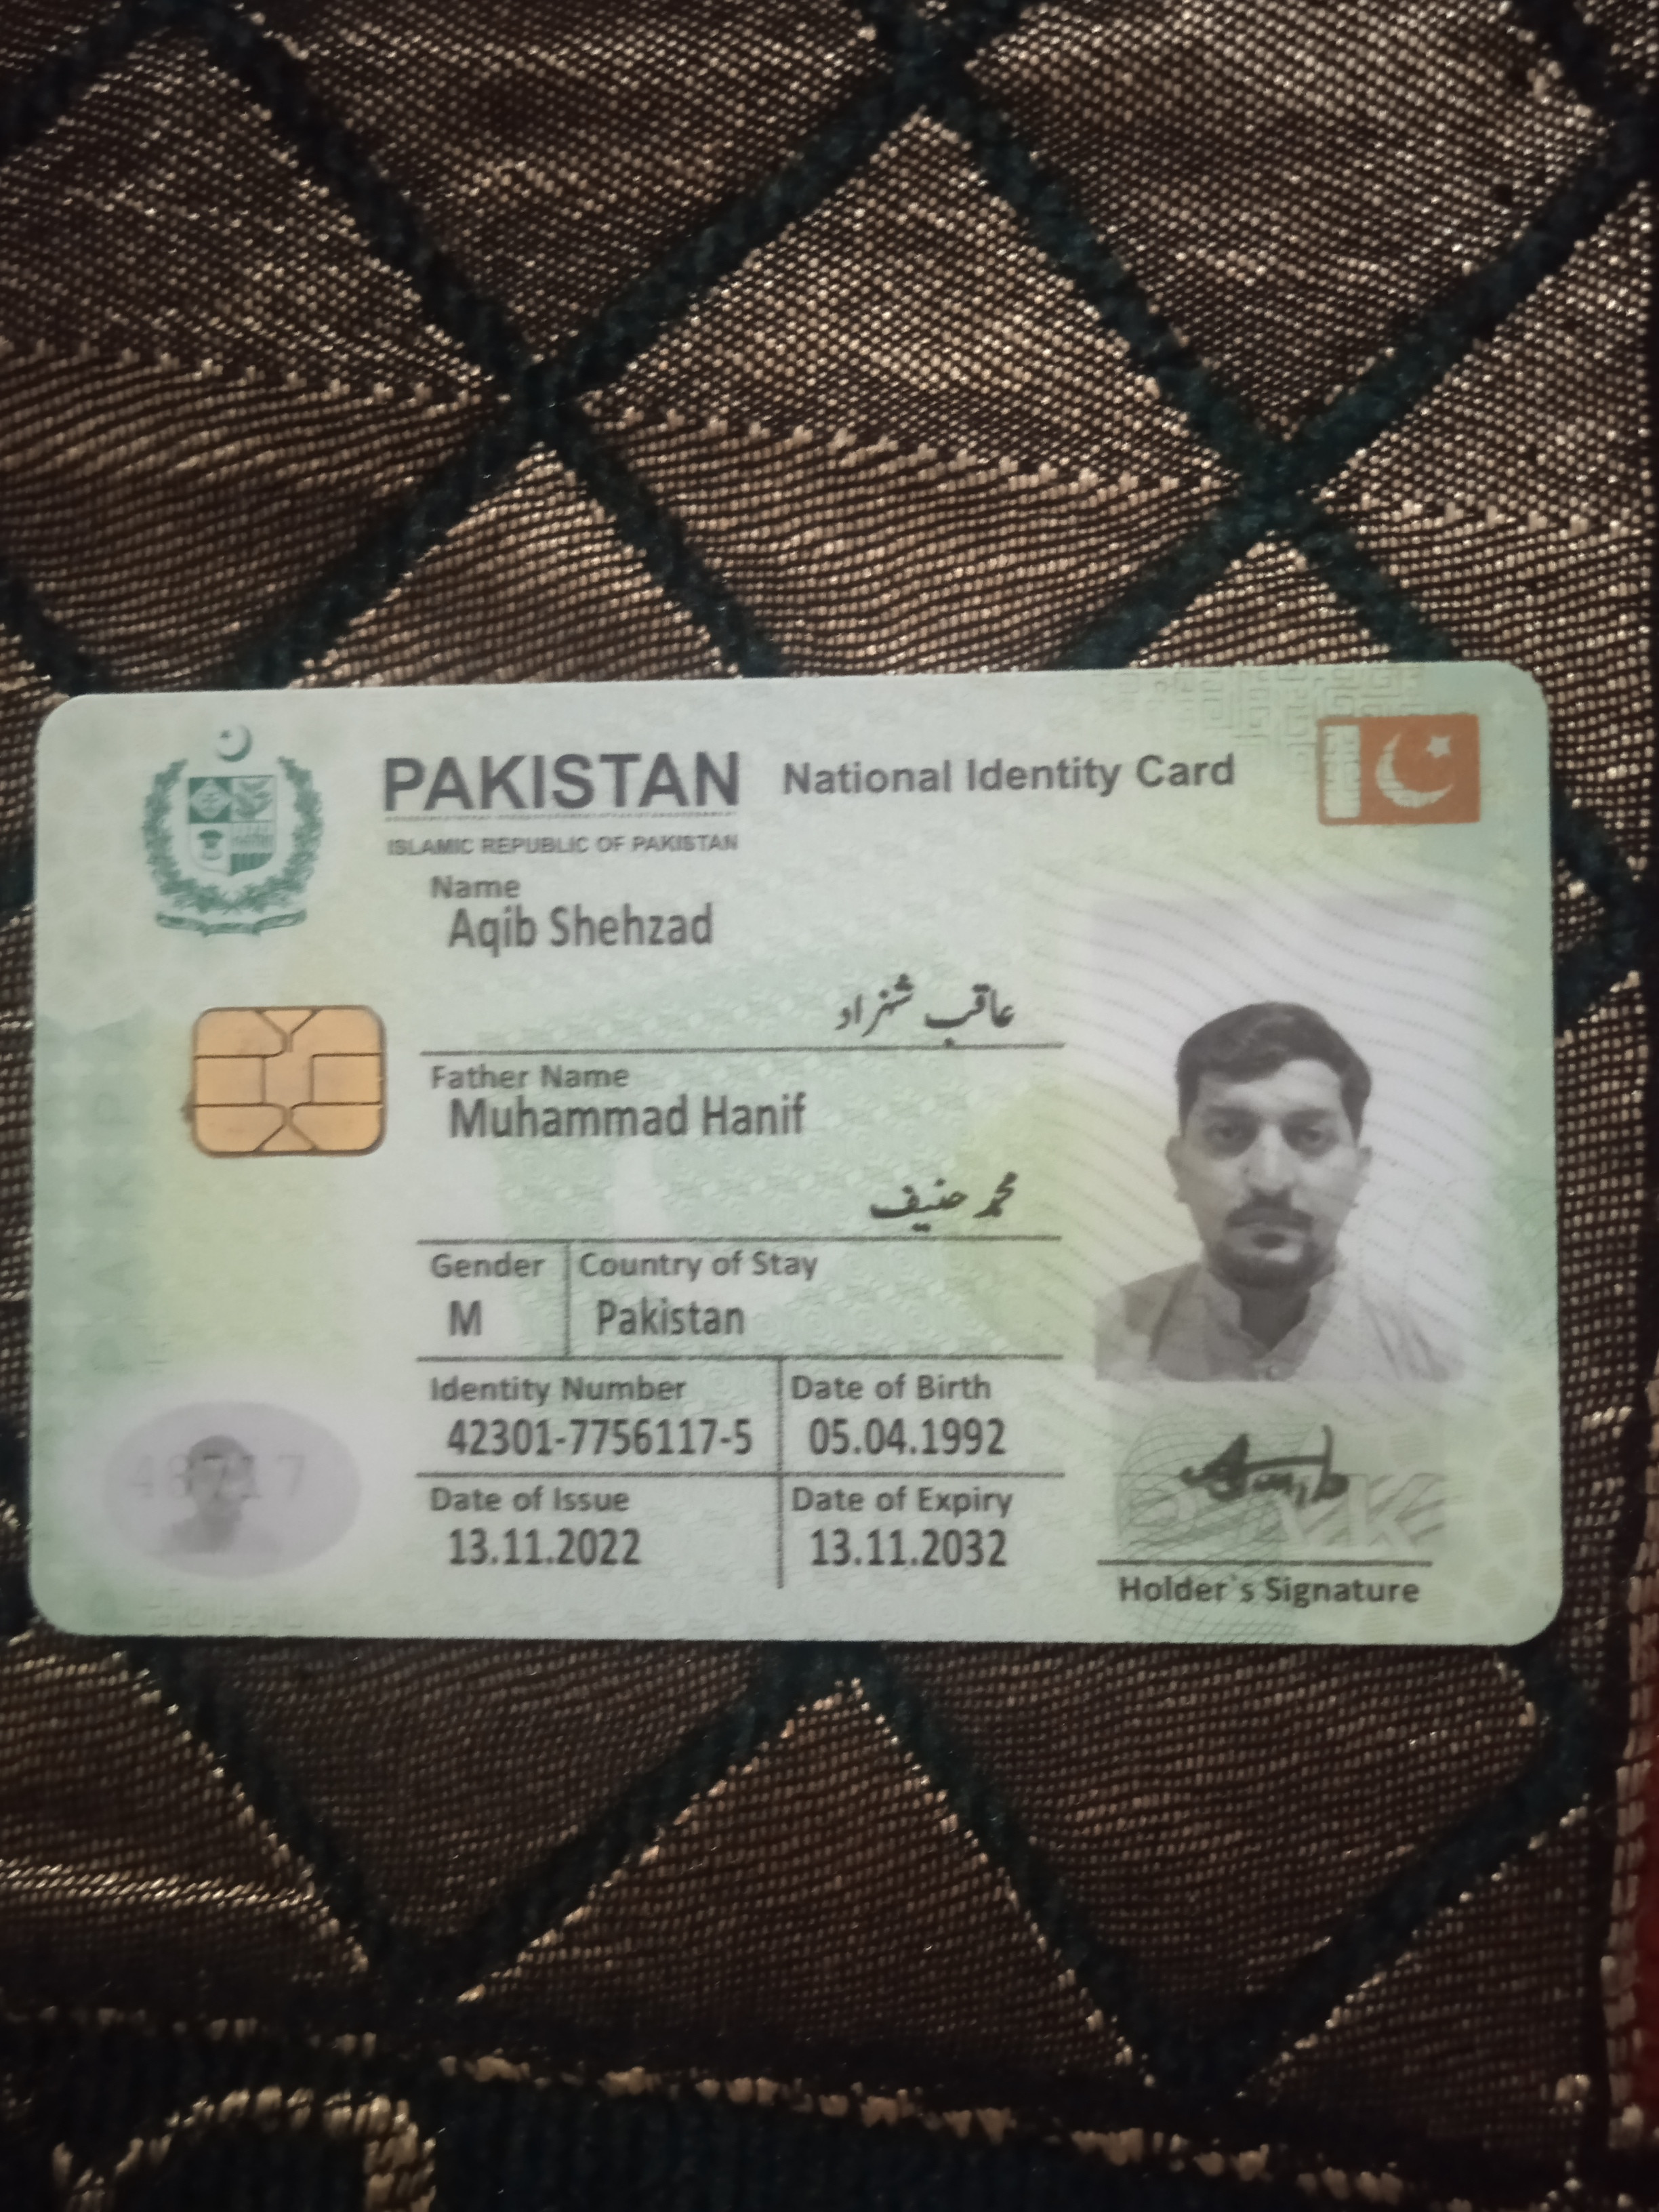 PAKISTAN National Identity Card
ISLAMIC REPUBLIC OF PAKISTAN
Name
Aqib Shehzad
عاقب شہزاد
Father Name
Muhammad Hanif
محمد حنیف
Gender Country of Stay
M Pakistan
Identity Number Date of Birth
42301-7756117-5 05.04.1992
Date of Issue Date of Expiry
13.11.2022 13.11.2032
Holder`s Signature